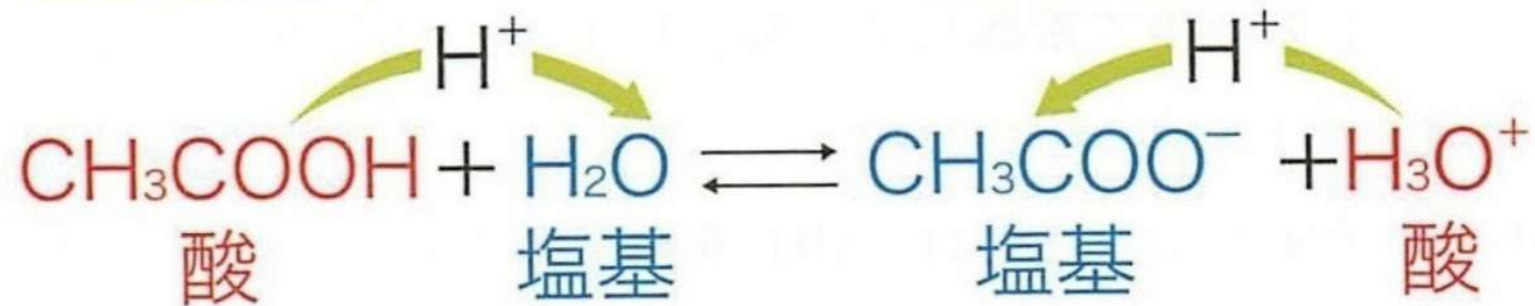 H⁺ H⁺
CH₃COOH + H₂O ⇄ CH₃COO⁻ + H₃O⁺
酸 塩基 塩基 酸